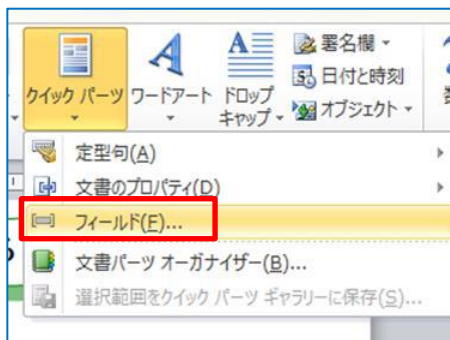 クイック パーツ
ワードアート
ドロップ
キャップ
署名欄
日付と時刻
オブジェクト
定型句(A)
文書のプロパティ(D)
フィールド(F)...
文書パーツ オーガナイザー(B)...
選択範囲をクイック パーツ ギャラリーに保存(S)...